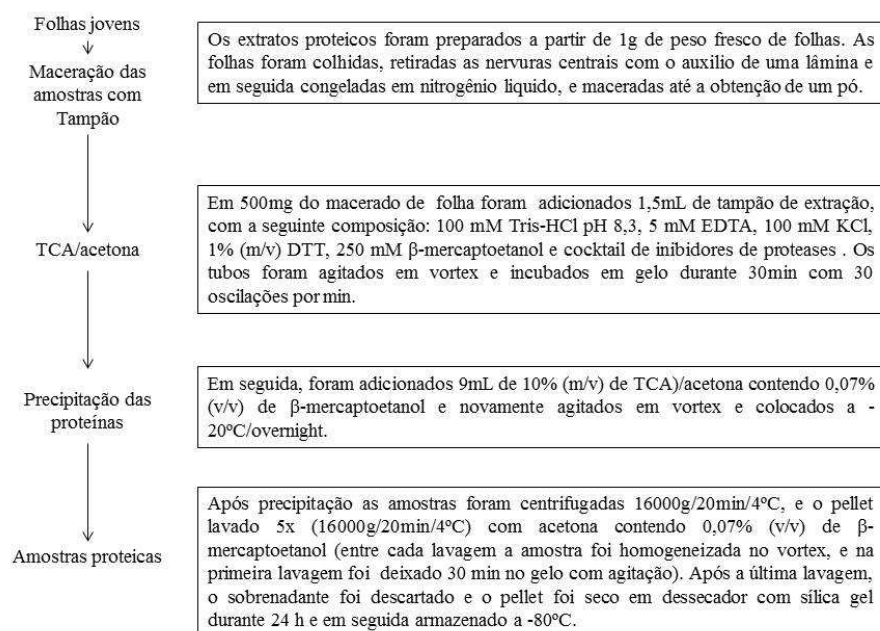 Folhas jovens
Maceração das
amostras com
Tampão
Os extratos proteicos foram preparados a partir de 1g de peso fresco de folhas. As
folhas foram colhidas, retiradas as nervuras centrais com o auxilio de uma lâmina e
em seguida congeladas em nitrogênio liquido, e maceradas até a obtenção de um pó.
TCA/acetona
Em 500mg do macerado de folha foram adicionados 1,5mL de tampão de extração,
com a seguinte composição: 100 mM Tris-HCl pH 8,3, 5 mM EDTA, 100 mM KCl,
1% (m/v) DTT, 250 mM β-mercaptoetanol e cocktail de inibidores de proteases . Os
tubos foram agitados em vortex e incubados em gelo durante 30min com 30
oscilações por min.
Precipitação das
proteínas
Em seguida, foram adicionados 9mL de 10% (m/v) de TCA)/acetona contendo 0,07%
(v/v) de β-mercaptoetanol e novamente agitados em vortex e colocados a -
20ºC/overnight.
Amostras proteicas
Após precipitação as amostras foram centrifugadas 16000g/20min/4ºC, e o pellet
lavado 5x (16000g/20min/4ºC) com acetona contendo 0,07% (v/v) de β-
mercaptoetanol (entre cada lavagem a amostra foi homogeneizada no vortex, e na
primeira lavagem foi deixado 30 min no gelo com agitação). Após a última lavagem,
o sobrenadante foi descartado e o pellet foi seco em dessecador com sílica gel
durante 24 h e em seguida armazenado a -80ºC.